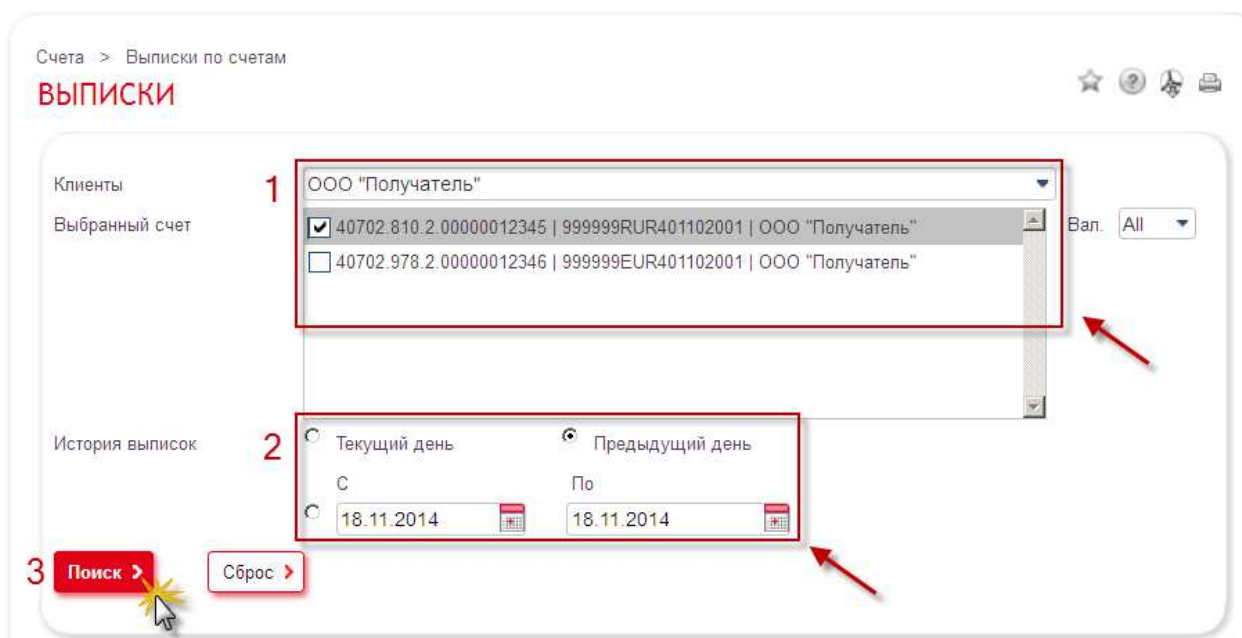 Счета > Выписки по счетам
ВЫПИСКИ
Клиенты 1 ООО "Получатель"
Выбранный счет 40702.810.2.00000012345 | 999999RUR401102001 | ООО "Получатель" Вал. All
40702.978.2.00000012346 | 999999EUR401102001 | ООО "Получатель"
История выписок 2 Текущий день Предыдущий день
С По
18.11.2014 18.11.2014
3 Поиск > Сброс >